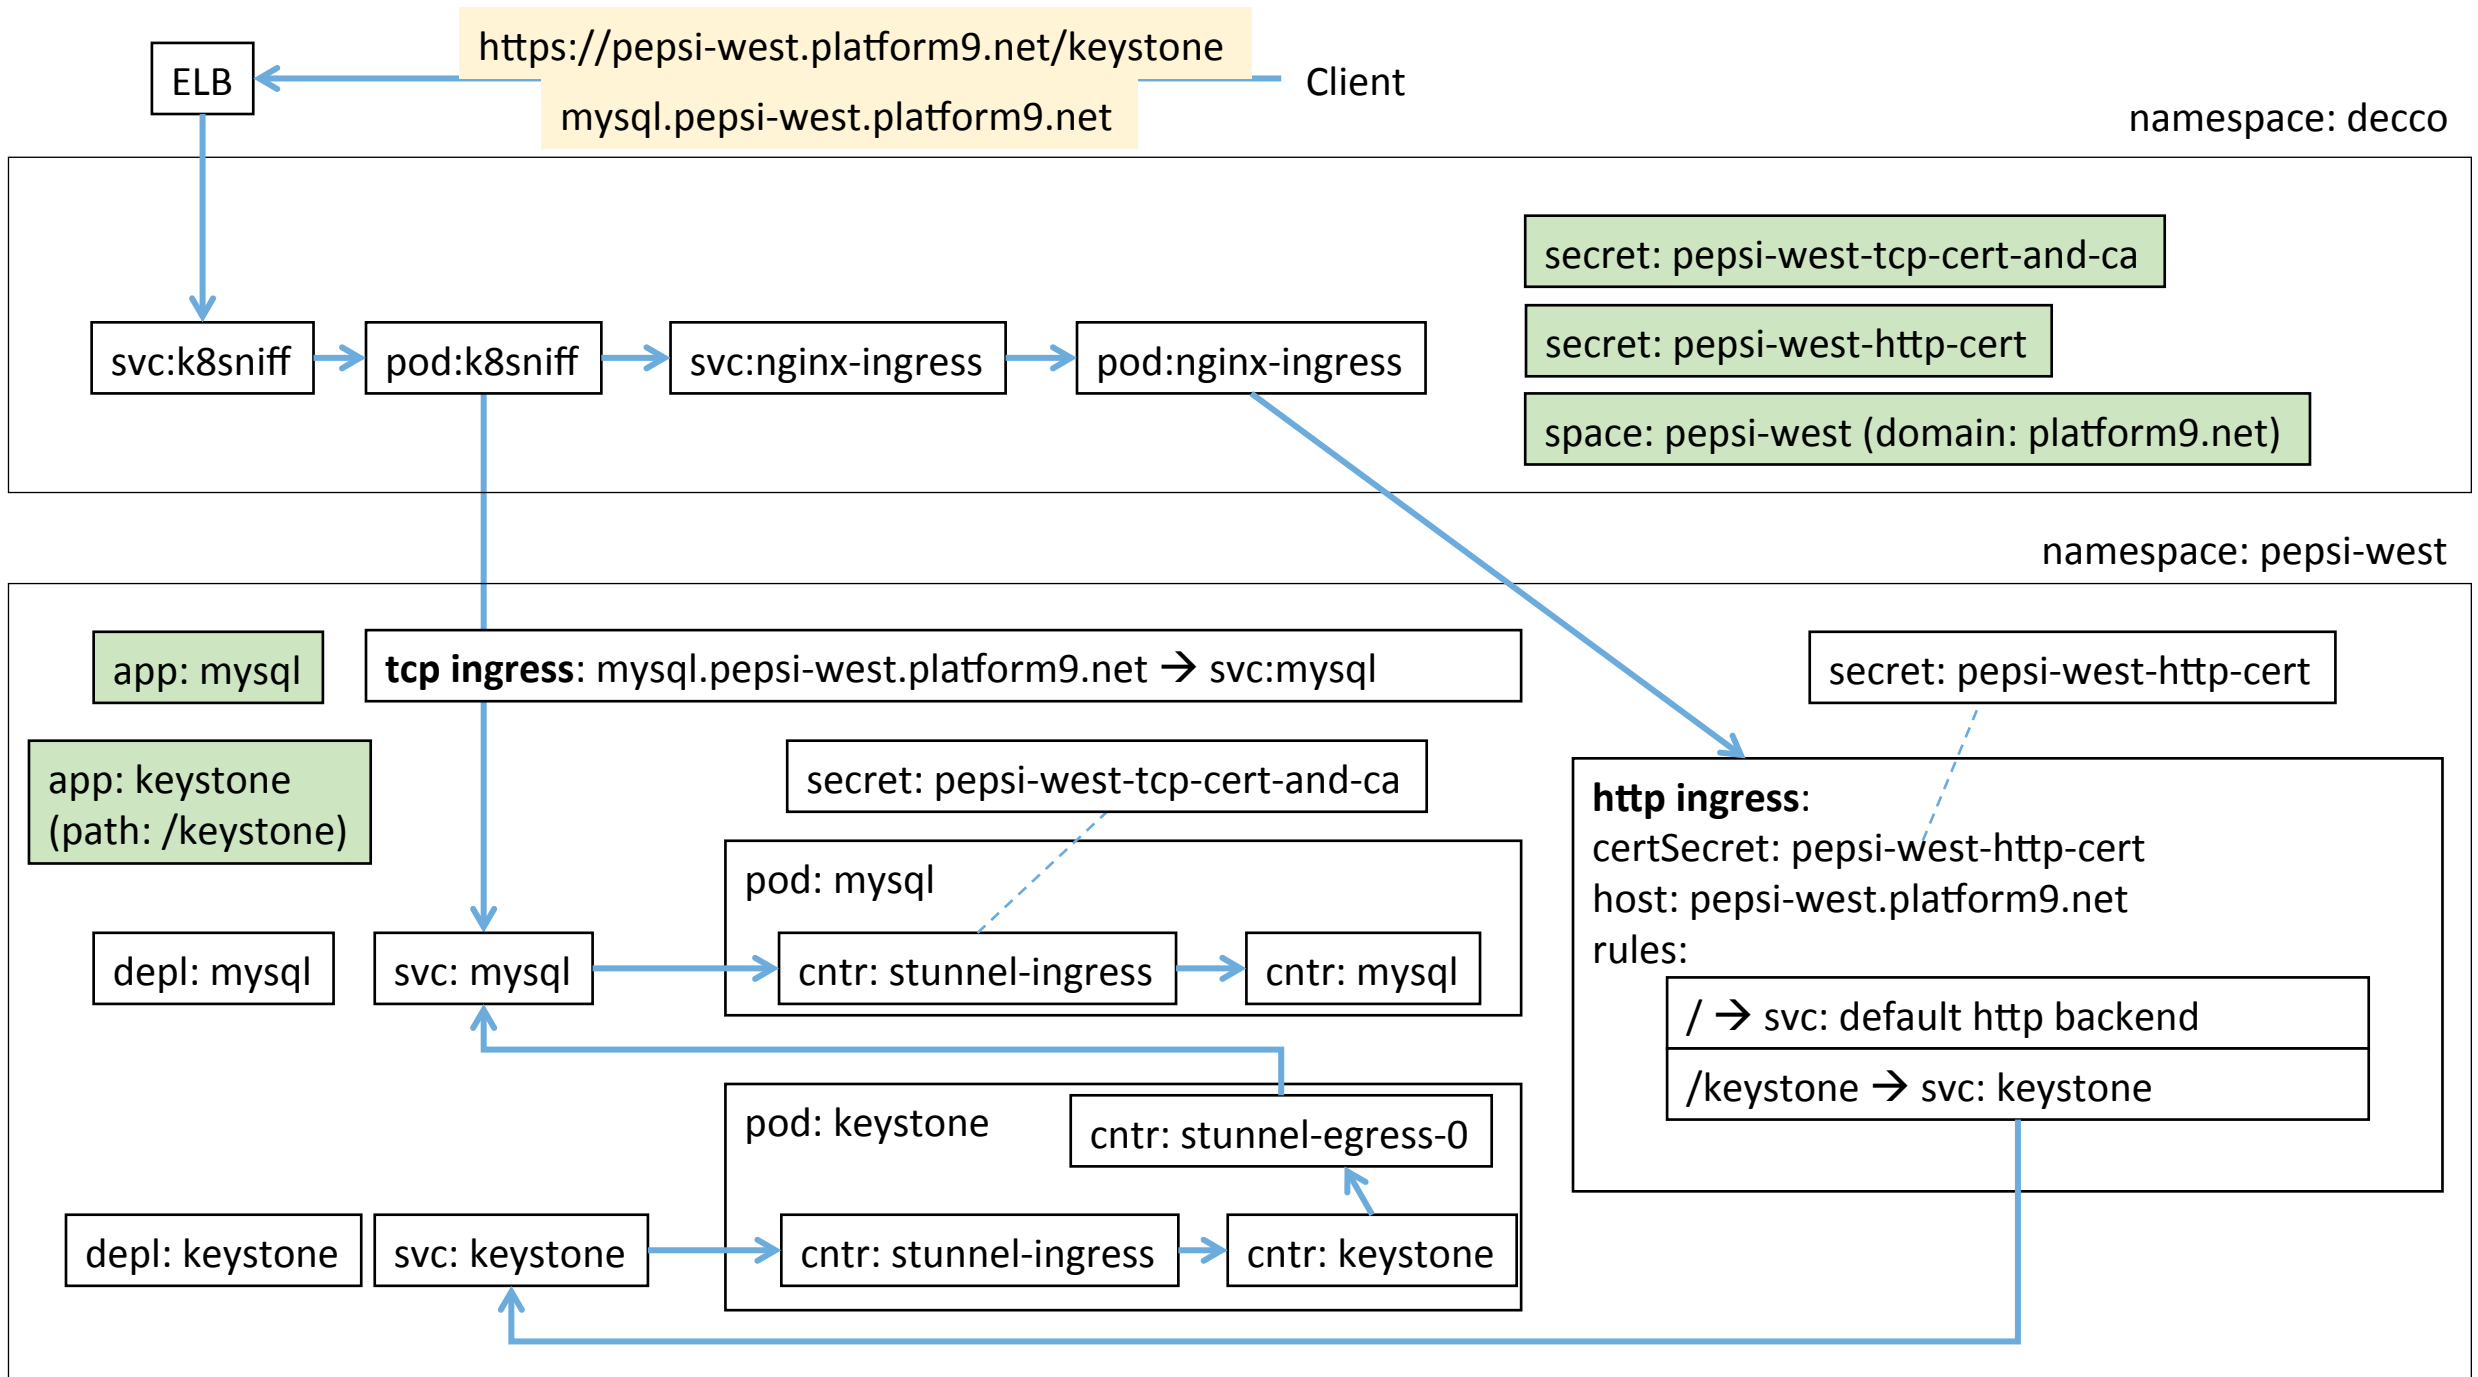 https://pepsi-west.platform9.net/keystone
ELB
Client
mysql.pepsi-west.platform9.net
namespace: decco
secret: pepsi-west-tcp-cert-and-ca
svc:k8sniff
pod:k8sniff
svc:nginx-ingress
pod:nginx-ingress
secret: pepsi-west-http-cert
space: pepsi-west (domain: platform9.net)
namespace: pepsi-west
app: mysql
tcp ingress: mysql.pepsi-west.platform9.net → svc:mysql
secret: pepsi-west-http-cert
app: keystone
(path: /keystone)
secret: pepsi-west-tcp-cert-and-ca
http ingress:
certSecret: pepsi-west-http-cert
host: pepsi-west.platform9.net
rules:
/ → svc: default http backend
/keystone → svc: keystone
pod: mysql
depl: mysql
svc: mysql
cntr: stunnel-ingress
cntr: mysql
pod: keystone
cntr: stunnel-egress-0
depl: keystone
svc: keystone
cntr: stunnel-ingress
cntr: keystone